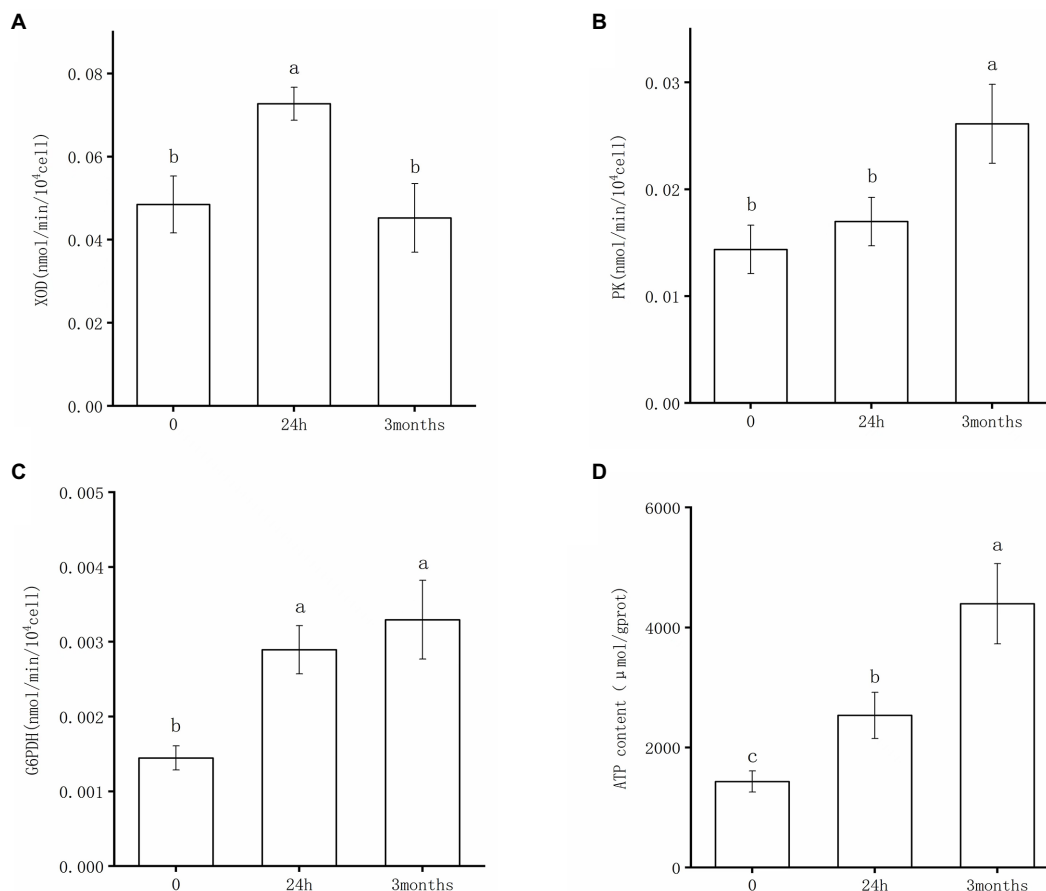 A
XOD(nmol/min/10⁴cell)
0.08
0.06
0.04
0.02
0.00
b
a
b
0
24h
3months
B
PK(nmol/min/10⁴cell)
0.03
0.02
0.01
0.00
b
b
a
0
24h
3months
C
G6PDH(nmol/min/10⁴cell)
0.005
0.004
0.003
0.002
0.001
0.000
b
a
a
0
24h
3months
D
ATP content (μmol/gprot)
6000
4000
2000
0
c
b
a
0
24h
3months